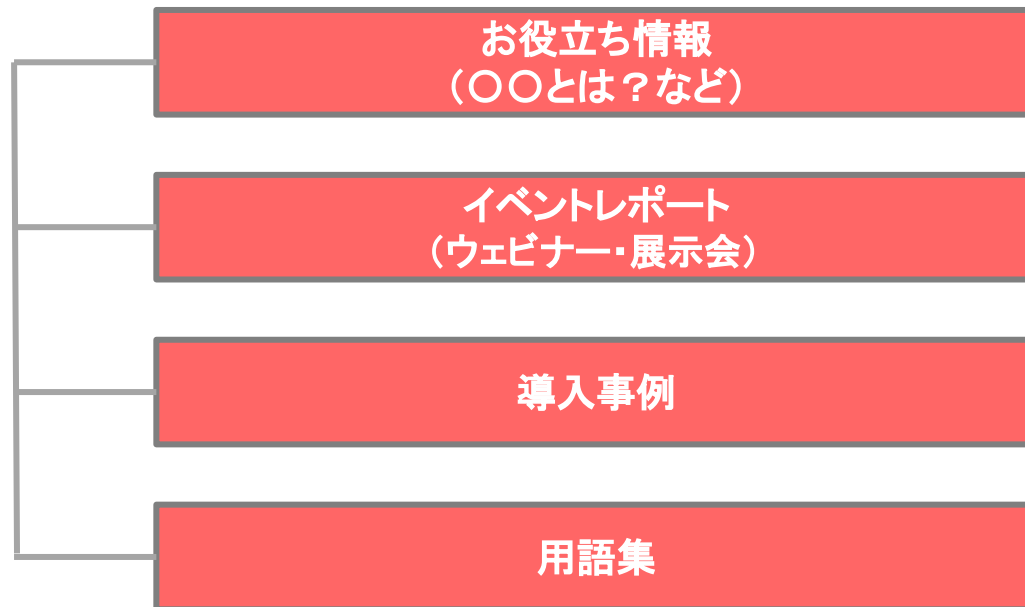 お役立ち情報
（〇〇とは？など）
イベントレポート
（ウェビナー・展示会）
導入事例
用語集